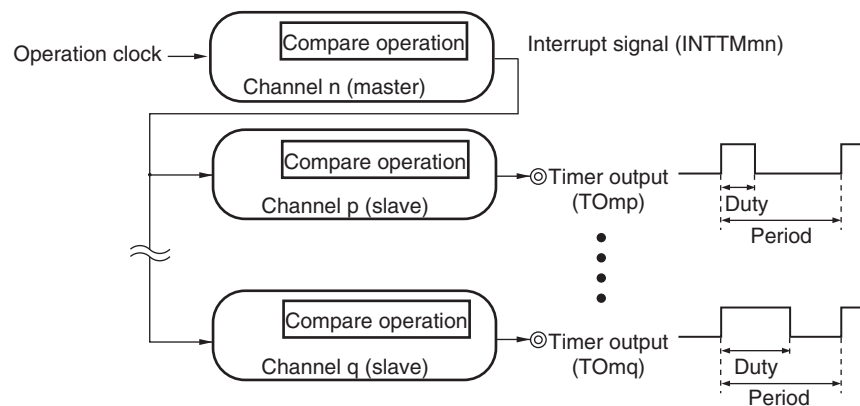 Compare operation
Operation clock
Interrupt signal (INTTMmn)
Channel n (master)
Compare operation
Timer output
(TOmp)
Channel p (slave)
Duty
Period
Compare operation
Timer output
(TOmq)
Channel q (slave)
Duty
Period